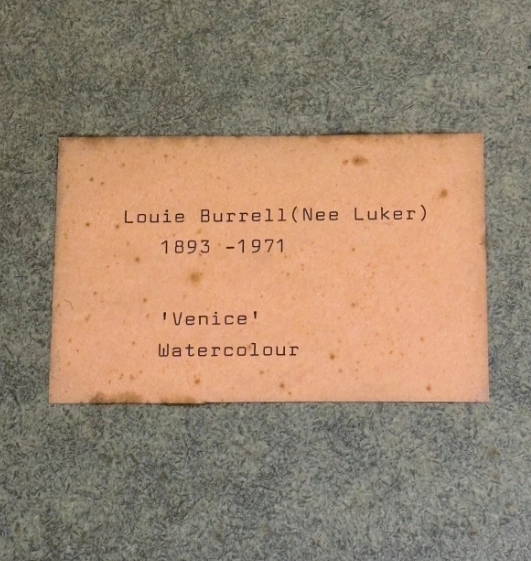 Louie Burrell(Nee Luker)
1893 -1971
'Venice'
Watercolour